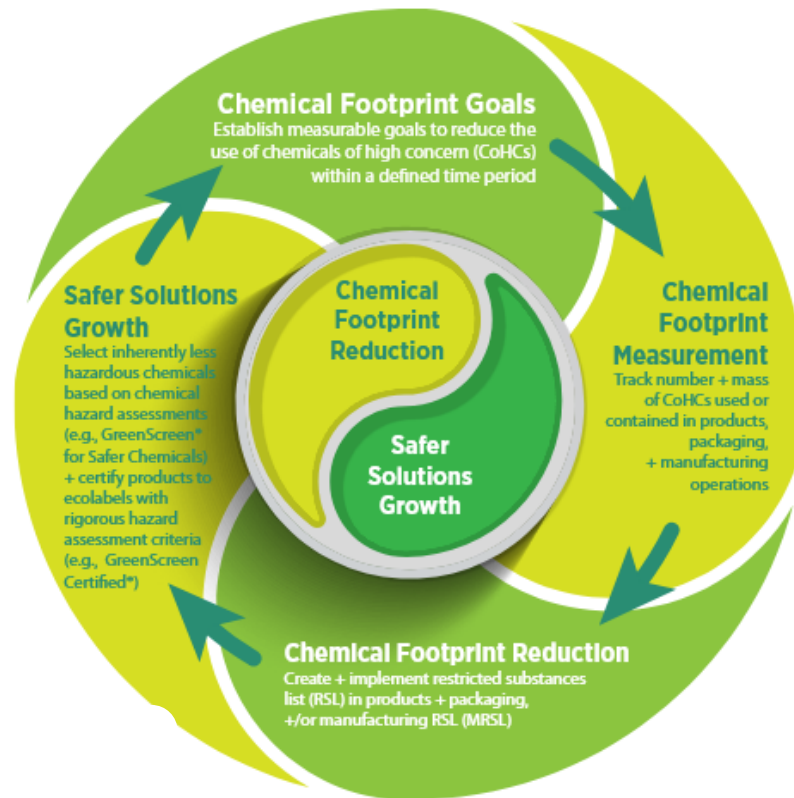 Chemical Footprint Goals
Establish measurable goals to reduce the
use of chemicals of high concern (CoHCs)
within a defined time period
Chemical
Footprint
Measurement
Track number + mass
of CoHCs used or
contained in products,
packaging,
+ manufacturing
operations
Chemical Footprint Reduction
Create + implement restricted substances
list (RSL) in products + packaging,
+/or manufacturing RSL (MRSL)
Safer Solutions
Growth
Select inherently less
hazardous chemicals
based on chemical
hazard assessments
(e.g., GreenScreen®
for Safer Chemicals)
+ certify products to
ecolabels with
rigorous hazard
assessment criteria
(e.g., GreenScreen
Certified®)
Chemical
Footprint
Reduction
Safer
Solutions
Growth